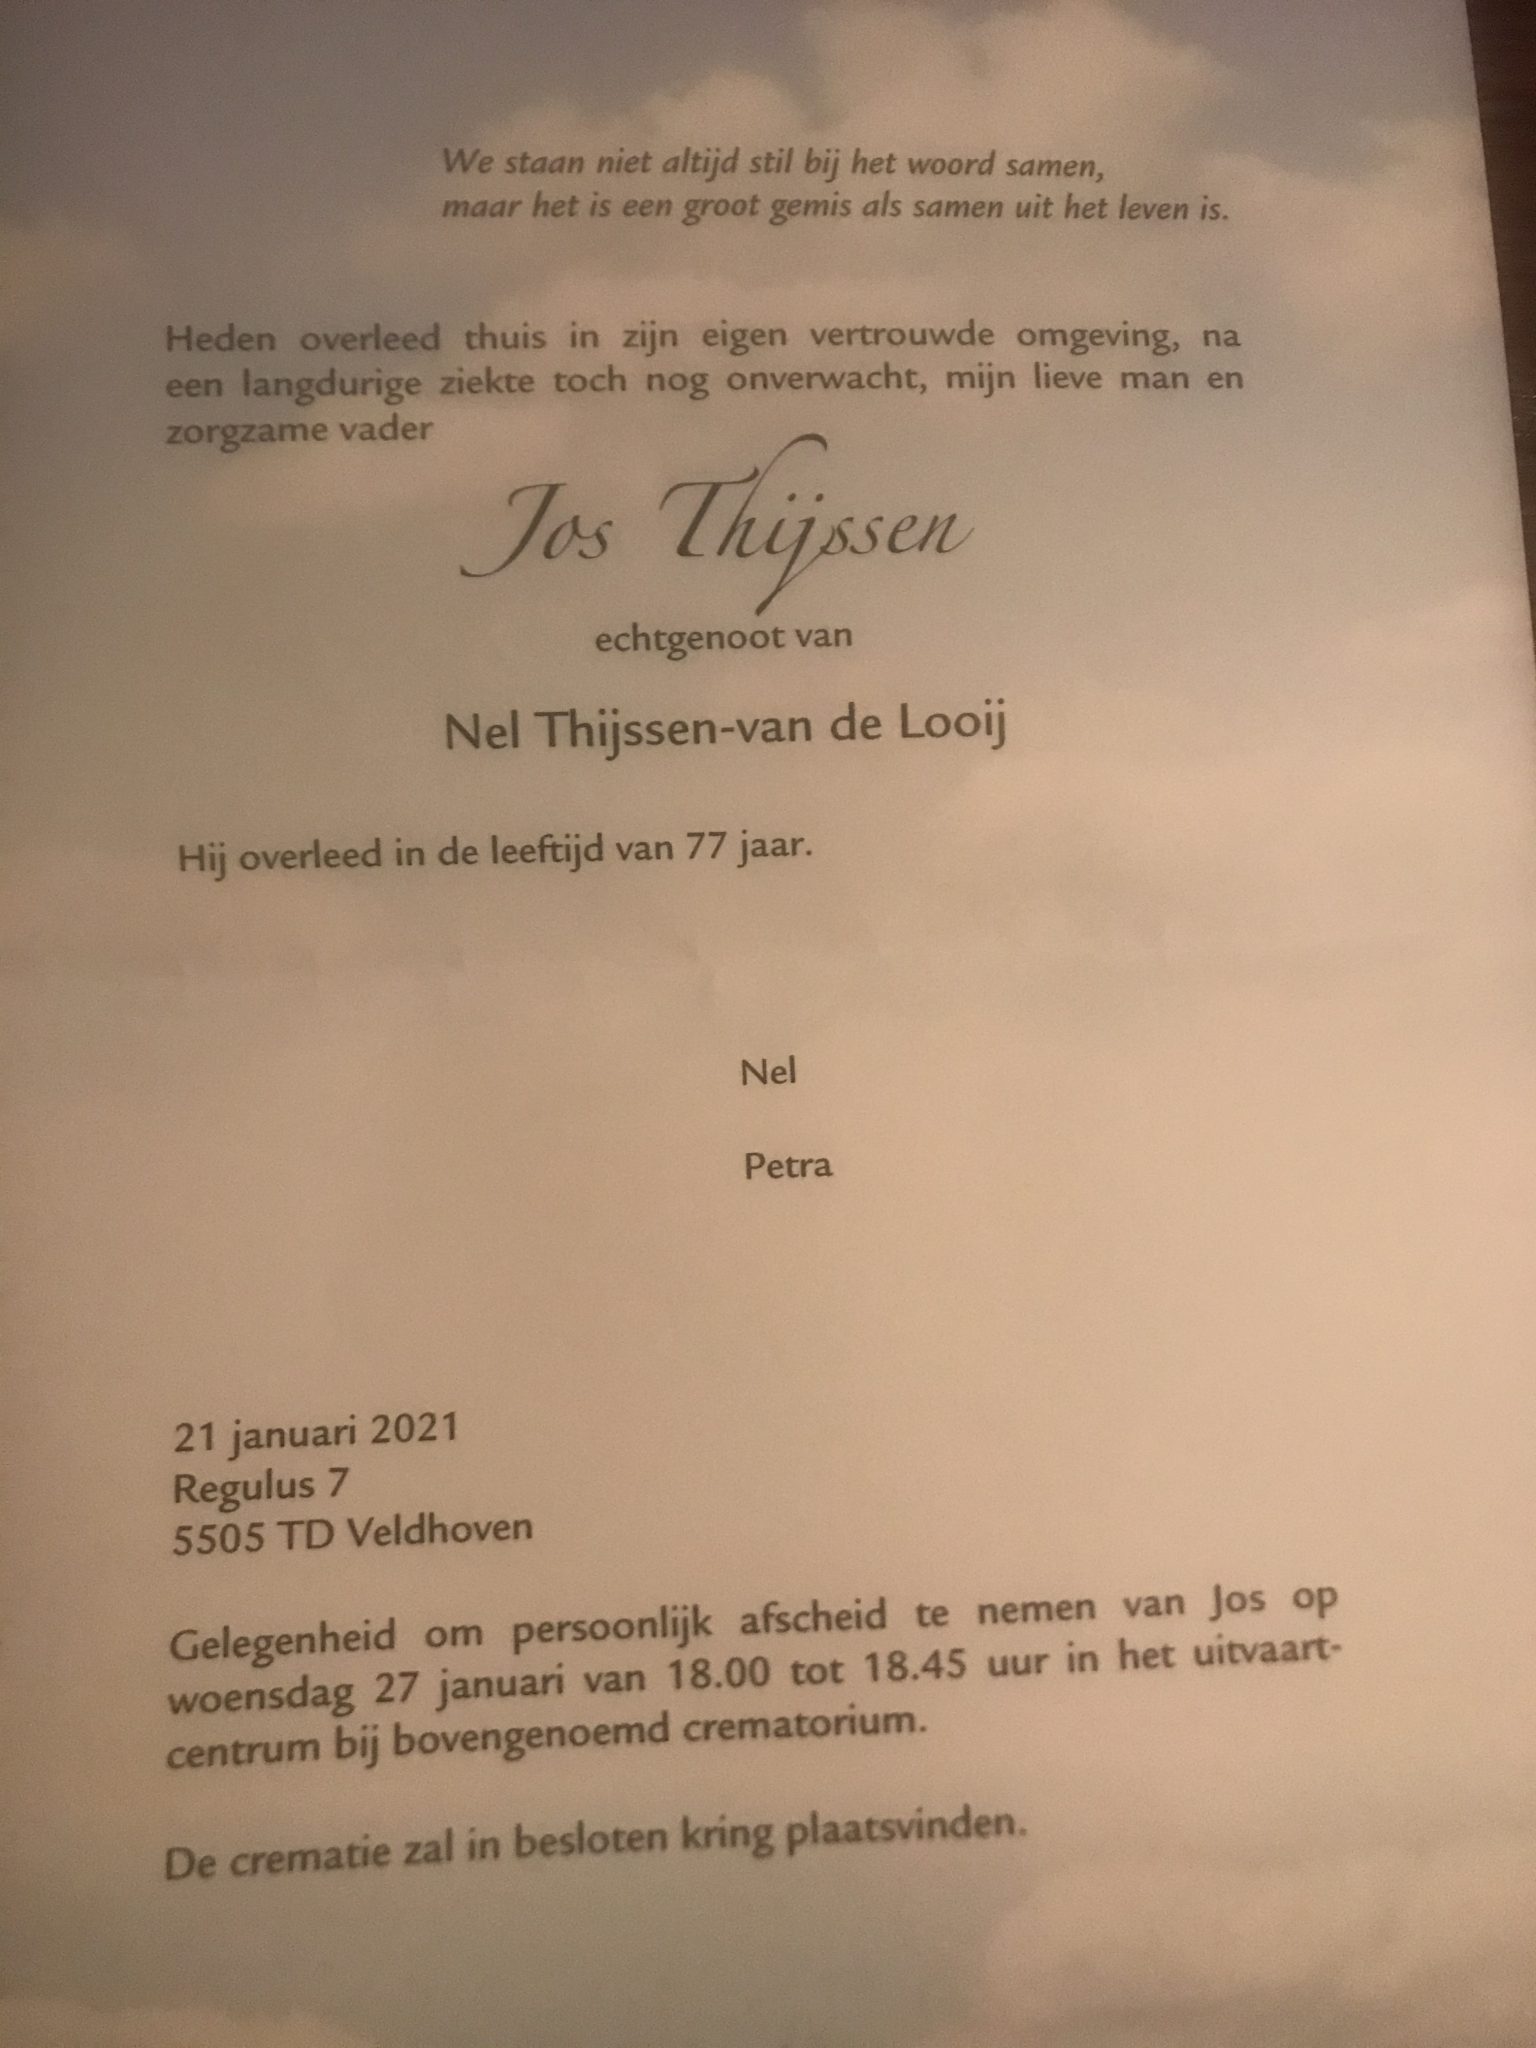 We staan niet altijd stil bij het woord samen,
maar het is een groot gemis als samen uit het leven is.
Heden overleed thuis in zijn eigen vertrouwde omgeving, na
een langdurige ziekte toch nog onverwacht, mijn lieve man en
zorgzame vader
Jos Thijssen
echtgenoot van
Nel Thijssen-van de Looij
Hij overleed in de leeftijd van 77 jaar.
Nel
Petra
21 januari 2021
Regulus 7
5505 TD Veldhoven
Gelegenheid om persoonlijk afscheid te nemen van Jos op
woensdag 27 januari van 18.00 tot 18.45 uur in het uitvaart-
centrum bij bovengenoemd crematorium.
De crematie zal in besloten kring plaatsvinden.